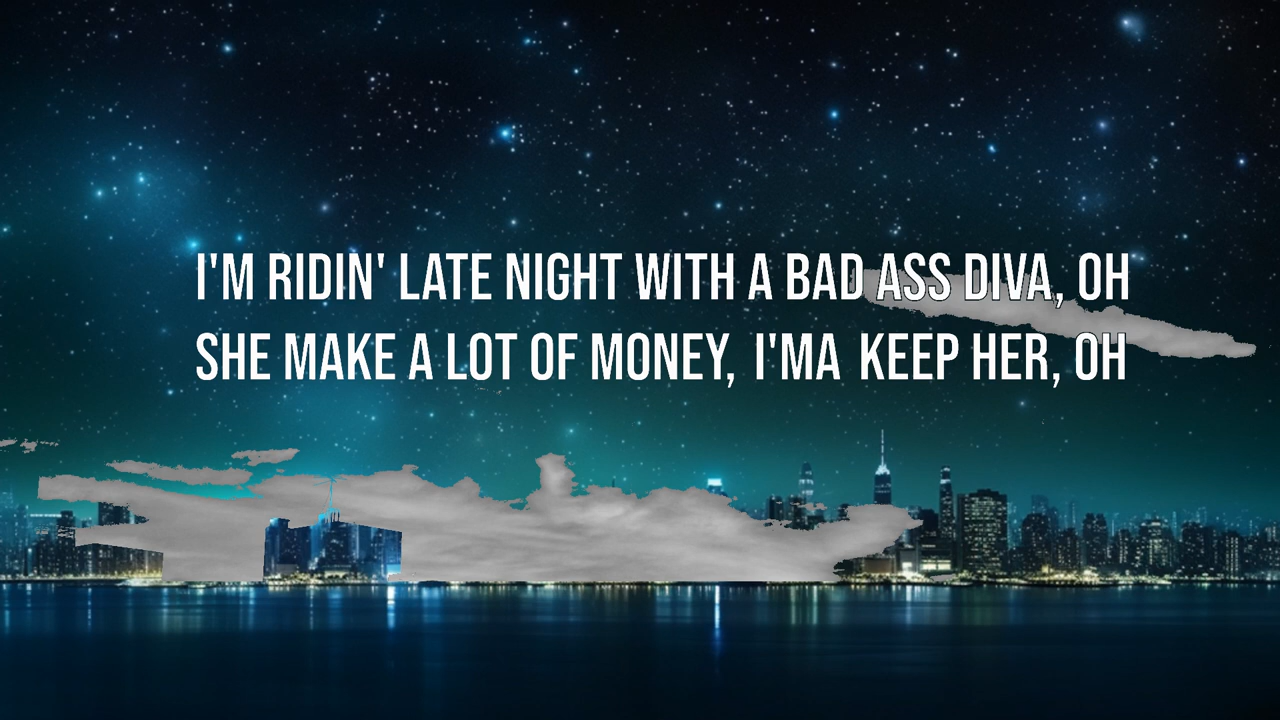 I'M RIDIN' LATE NIGHT WITH A BAD ASS DIVA, OH
SHE MAKE A LOT OF MONEY, I'MA KEEP HER, OH